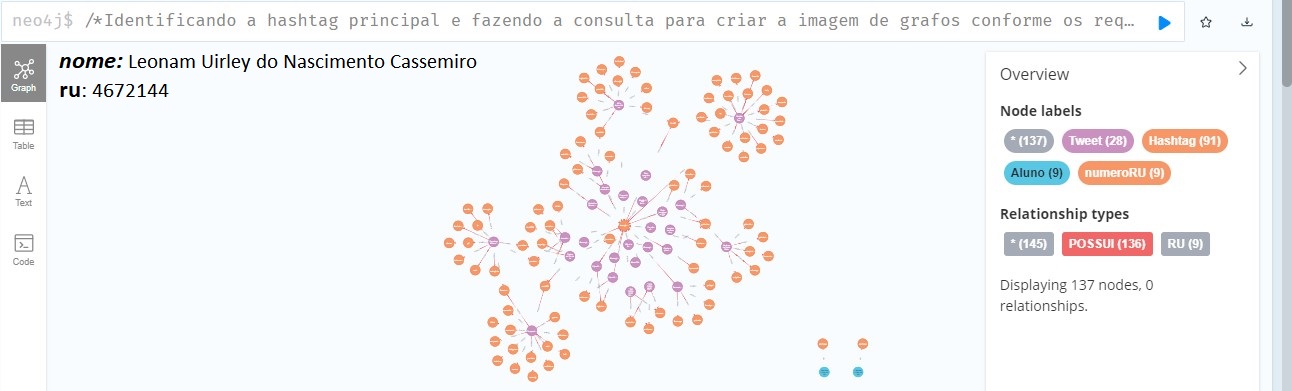 neo4j$ /*Identificando a hashtag principal e fazendo a consulta para criar a imagem de grafos conforme os req…
Graph
Table
Text
Code
nome: Leonam Uirley do Nascimento Cassemiro
ru: 4672144
Overview
Node labels
* (137) Tweet (28) Hashtag (91)
Aluno (9) numeroRU (9)
Relationship types
* (145) POSSUI (136) RU (9)
Displaying 137 nodes, 0
relationships.